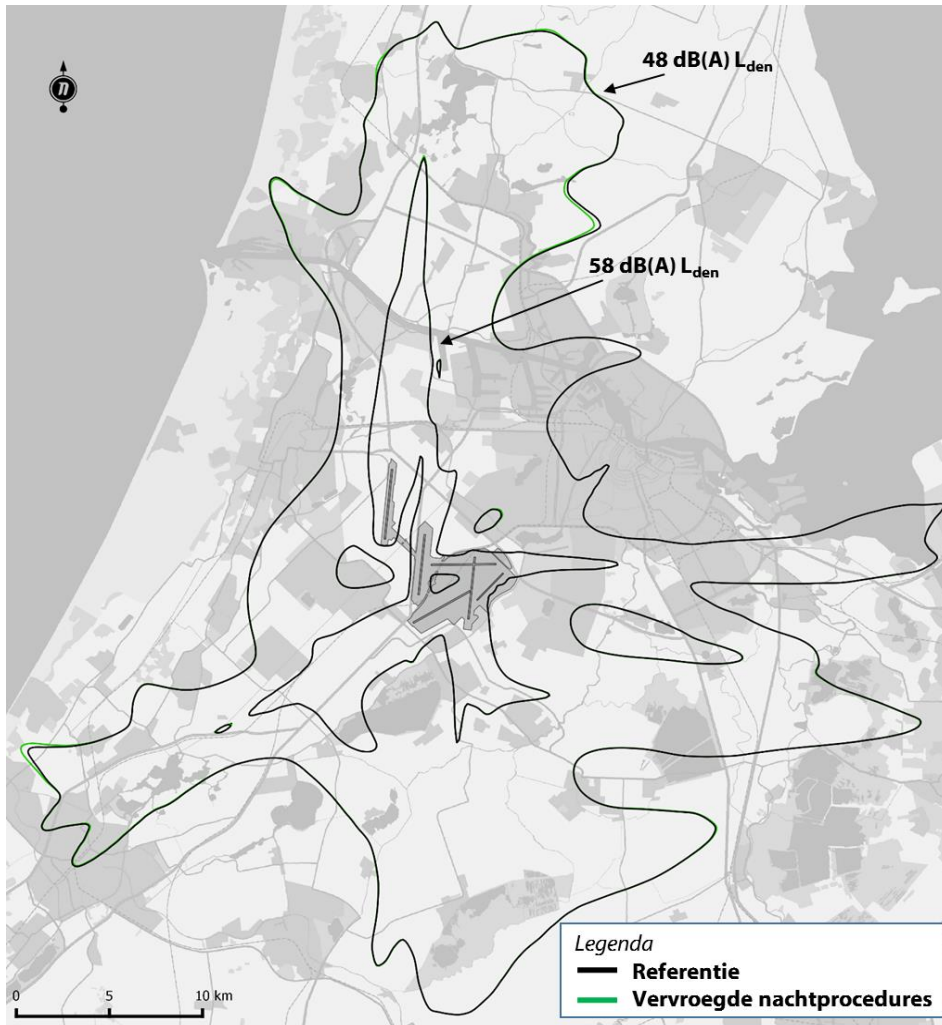 n
48 dB(A) Lden
58 dB(A) Lden
Legenda
Referentie
Vervroegde nachtprocedures
0 5 10 km